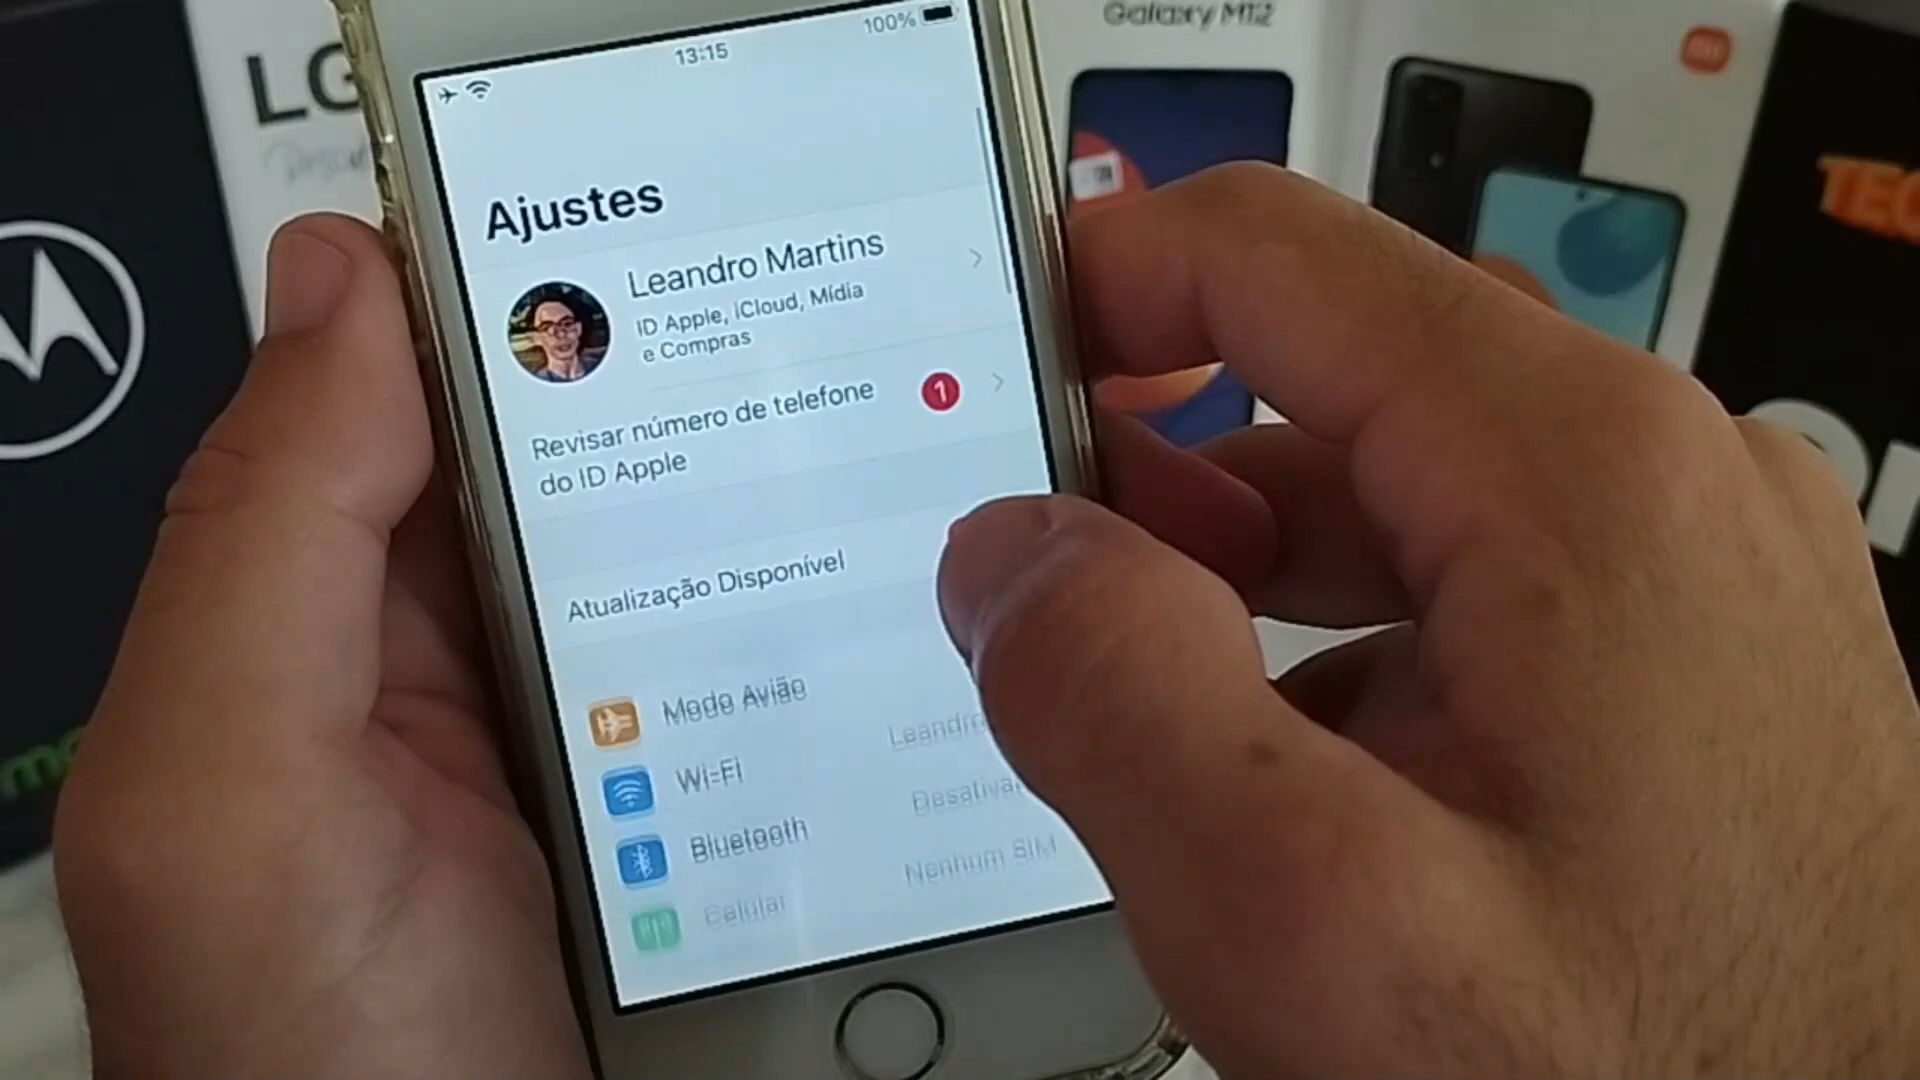 Galaxy M12
LG
100%
13:15
Ajustes
Leandro Martins
ID Apple, iCloud, Mídia
e Compras
Revisar número de telefone
do ID Apple
1
Atualização Disponível
Modo Avião
Wi-Fi
Bluetooth
Celular
Nenhum SIM